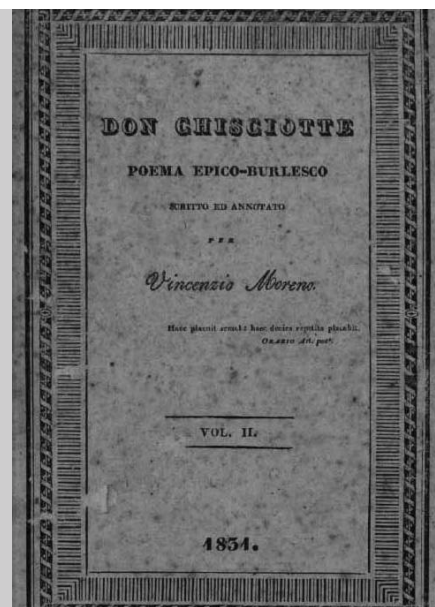 DON CHISCIOTTE
POEMA EPICO-BURLESCO
SCRITTO ED ANNOTATO
PER
Vincenzio Moreno.
Haec placuit semel: haec decies repetita placebit.
ORAZIO Art. poet.
VOL. II.
1831.